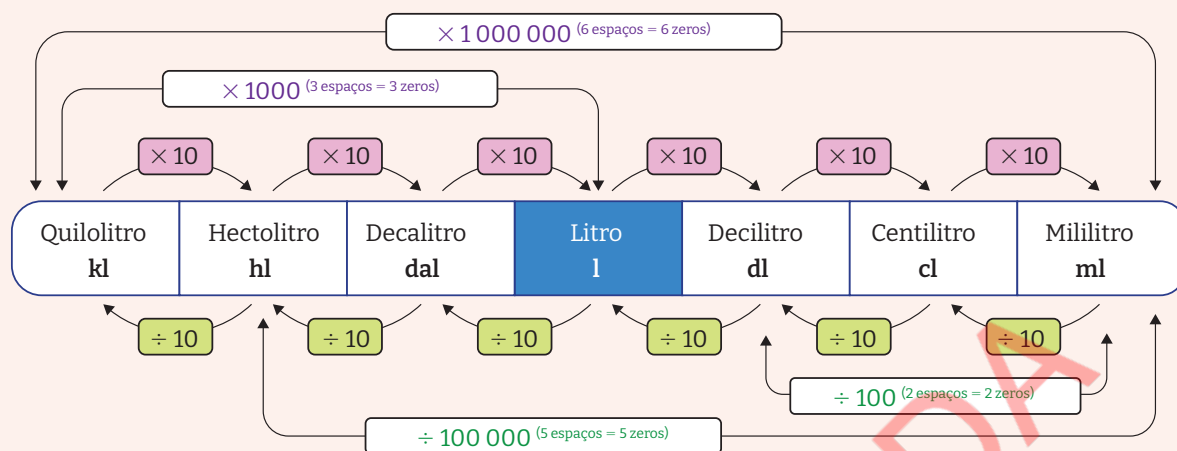 × 1 000 000 (6 espaços = 6 zeros)
× 1000 (3 espaços = 3 zeros)
× 10 × 10 × 10 × 10 × 10 × 10
Quilolitro Hectolitro Decalitro Litro Decilitro Centilitro Mililitro
kl hl dal l dl cl ml
÷ 10 ÷ 10 ÷ 10 ÷ 10 ÷ 10 ÷ 10
÷ 100 (2 espaços = 2 zeros)
÷ 100 000 (5 espaços = 5 zeros)
DA